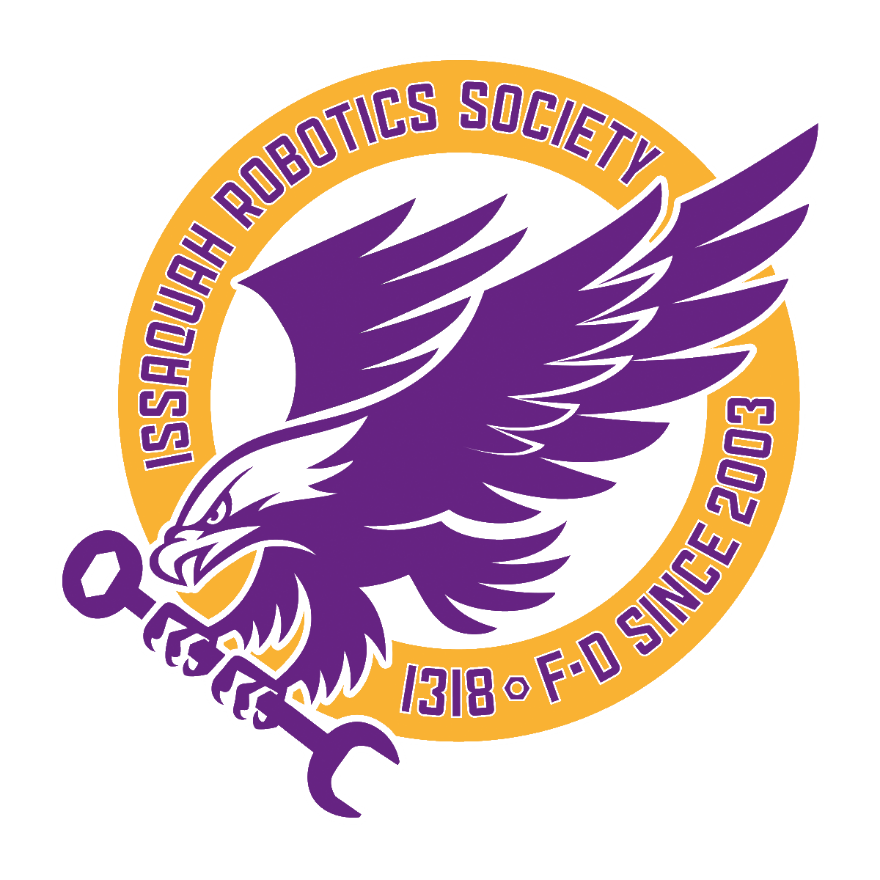 ISSAQUAH ROBOTICS SOCIETY
1318 F-D SINCE 2003